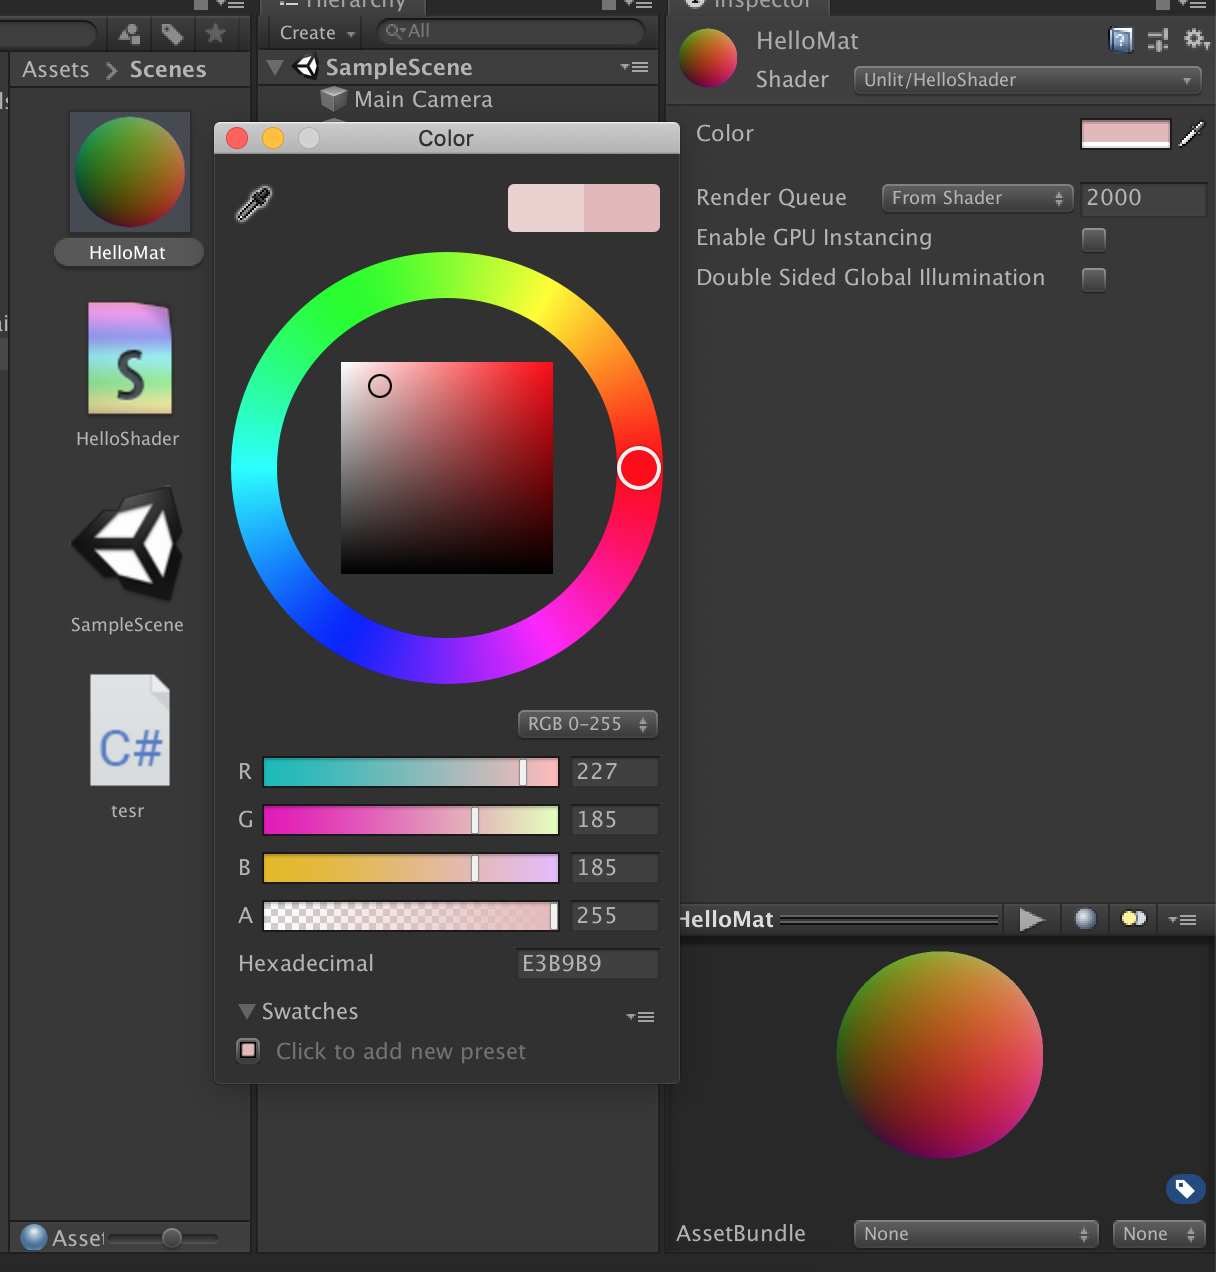 Hierarchy
Inspector
Create
All
Assets
Scenes
SampleScene
Main Camera
HelloMat
HelloShader
SampleScene
C#
tesr
Color
RGB 0-255
R
227
G
185
B
185
A
255
Hexadecimal
E3B9B9
Swatches
Click to add new preset
HelloMat
Shader
Unlit/HelloShader
Color
Render Queue
From Shader
2000
Enable GPU Instancing
Double Sided Global Illumination
HelloMat
AssetBundle
None
None